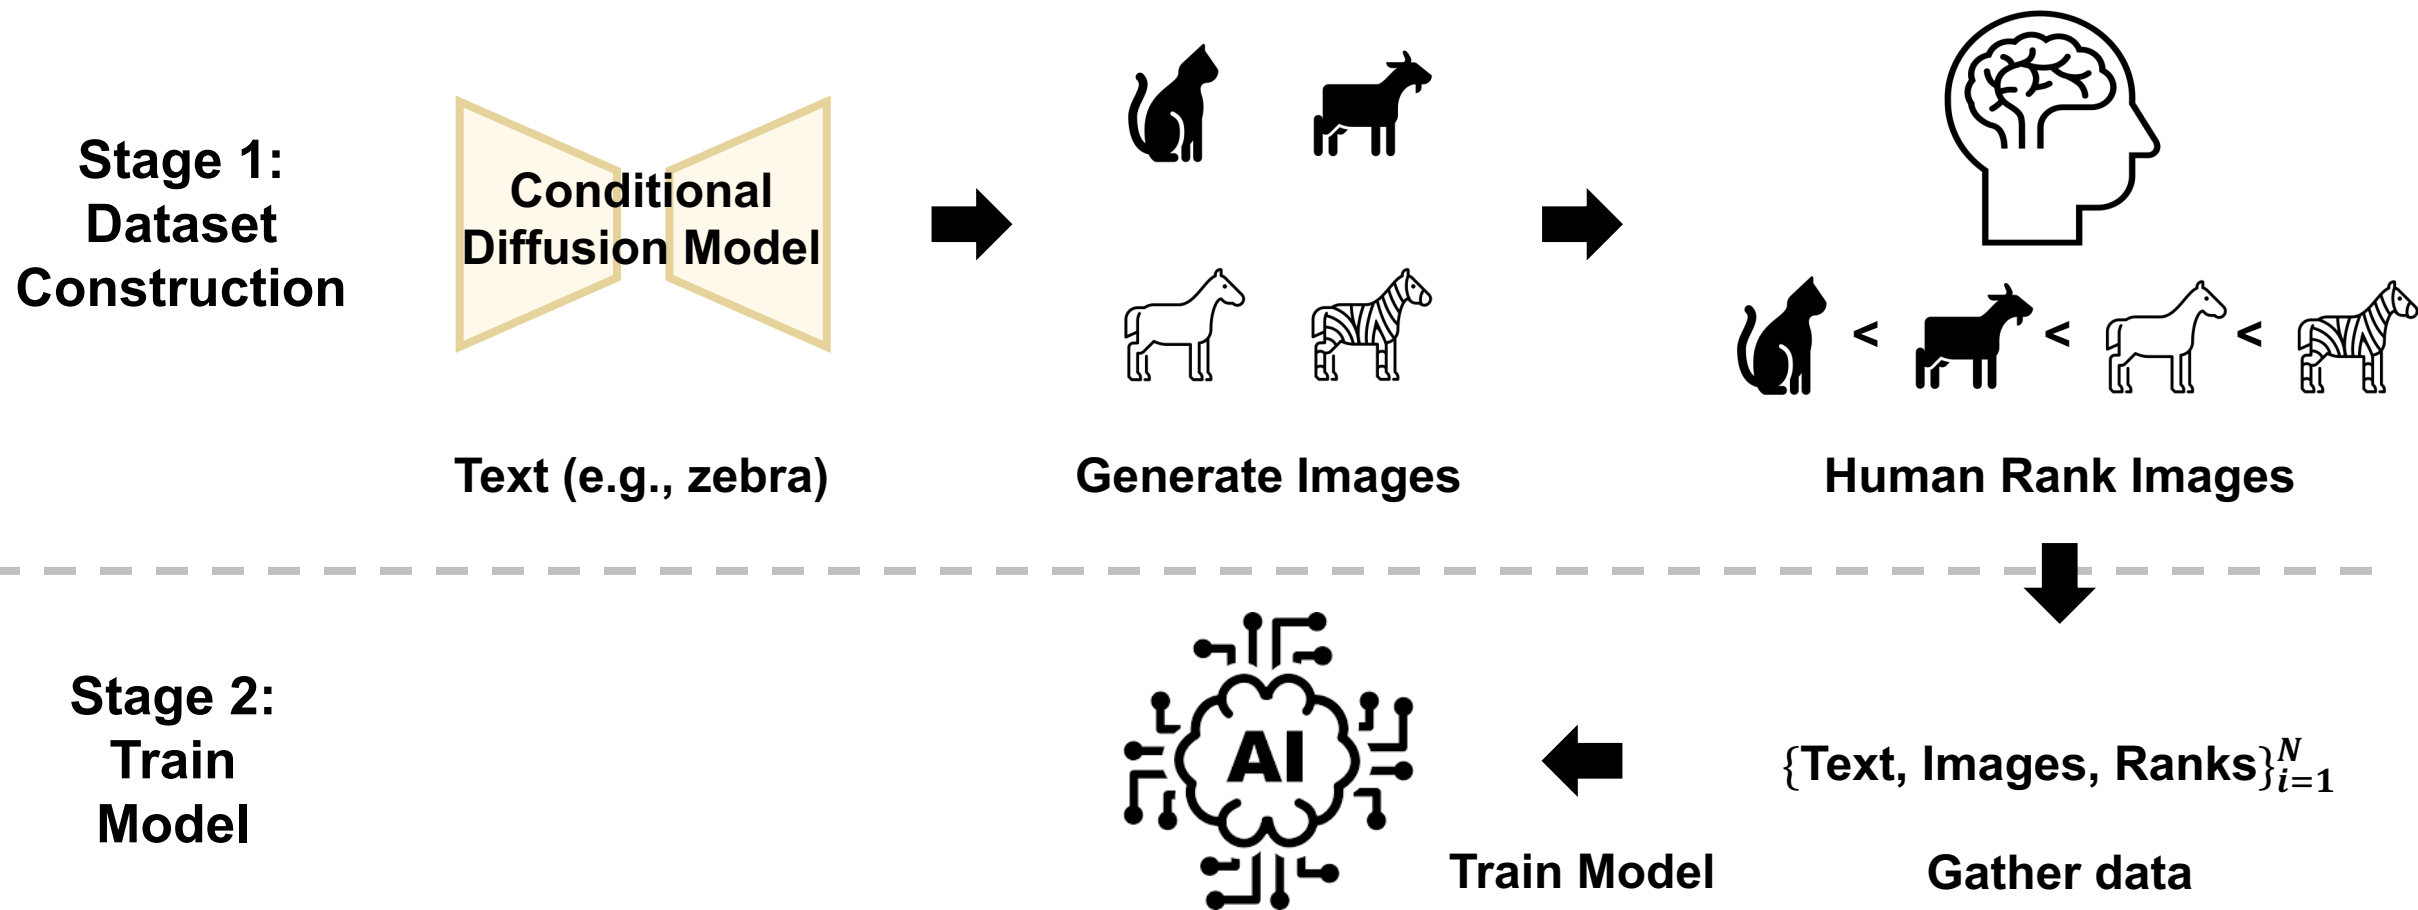 Stage 1:
Dataset
Construction
Conditional
Diffusion Model
Text (e.g., zebra)
Generate Images
< < <
Human Rank Images
Stage 2:
Train
Model
AI
Train Model
{Text, Images, Ranks}_{i=1}^{N}
Gather data